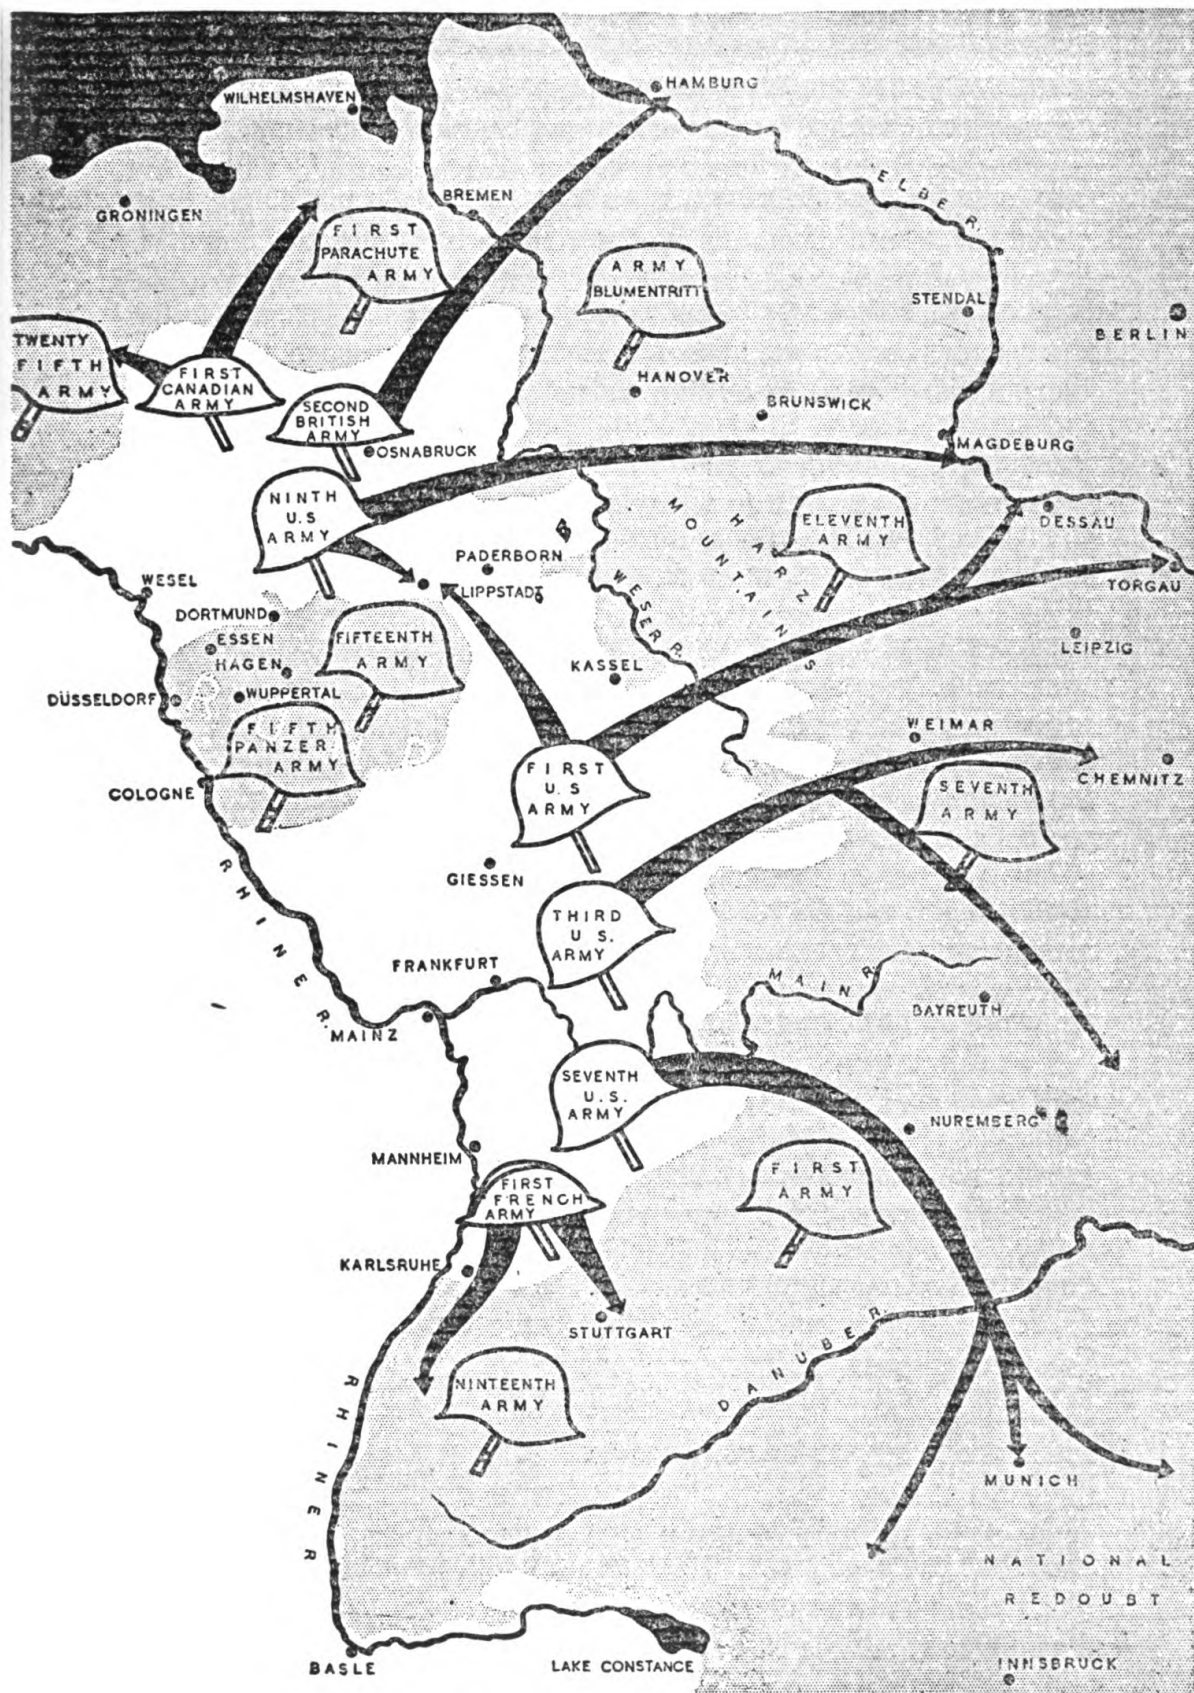 HAMBURG
WILHELMSHAVEN
ELBE R.
BREMEN
GRONINGEN
FIRST
PARACHUTE
ARMY
ARMY
BLUMENTRITT
STENDAL
BERLIN
TWENTY
FIFTH
ARMY
FIRST
CANADIAN
ARMY
SECOND
BRITISH
ARMY
HANOVER
BRUNSWICK
OSNABRUCK
MAGDEBURG
NINTH
U.S
ARMY
HARZ
MOUNTAINS
ELEVENTH
ARMY
DESSAU
PADERBORN
WESEL
LIPPSTADT
WESER R.
TORGAU
DORTMUND
ESSEN
HAGEN
FIFTEENTH
ARMY
KASSEL
LEIPZIG
DÜSSELDORF
WUPPERTAL
FIFTH
PANZER
ARMY
WEIMAR
COLOGNE
FIRST
U.S
ARMY
SEVENTH
ARMY
CHEMNITZ
GIESSEN
RHINE R.
THIRD
U.S.
ARMY
FRANKFURT
MAIN R.
MAINZ
BAYREUTH
SEVENTH
U.S.
ARMY
NUREMBERG
MANNHEIM
FIRST
FRENCH
ARMY
FIRST
ARMY
KARLSRUHE
STUTTGART
DANUBE R.
NINTEENTH
ARMY
RHINE R
MUNICH
NATIONAL
REDOUBT
BASLE
LAKE CONSTANCE
INNSBRUCK